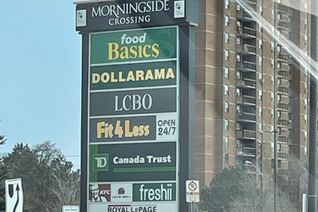 MORNINGSIDE
CROSSING
food
Basics
DOLLARAMA
LCBO
Fit4Less OPEN
24/7
TD Canada Trust
KFC freshii
ROYAL LEPAGE